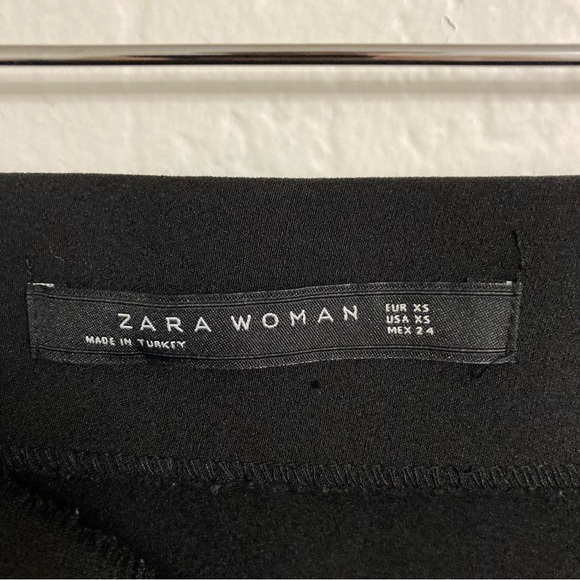 ZARA WOMAN
MADE IN TURKEY
EUR XS
USA XS
MEX 24